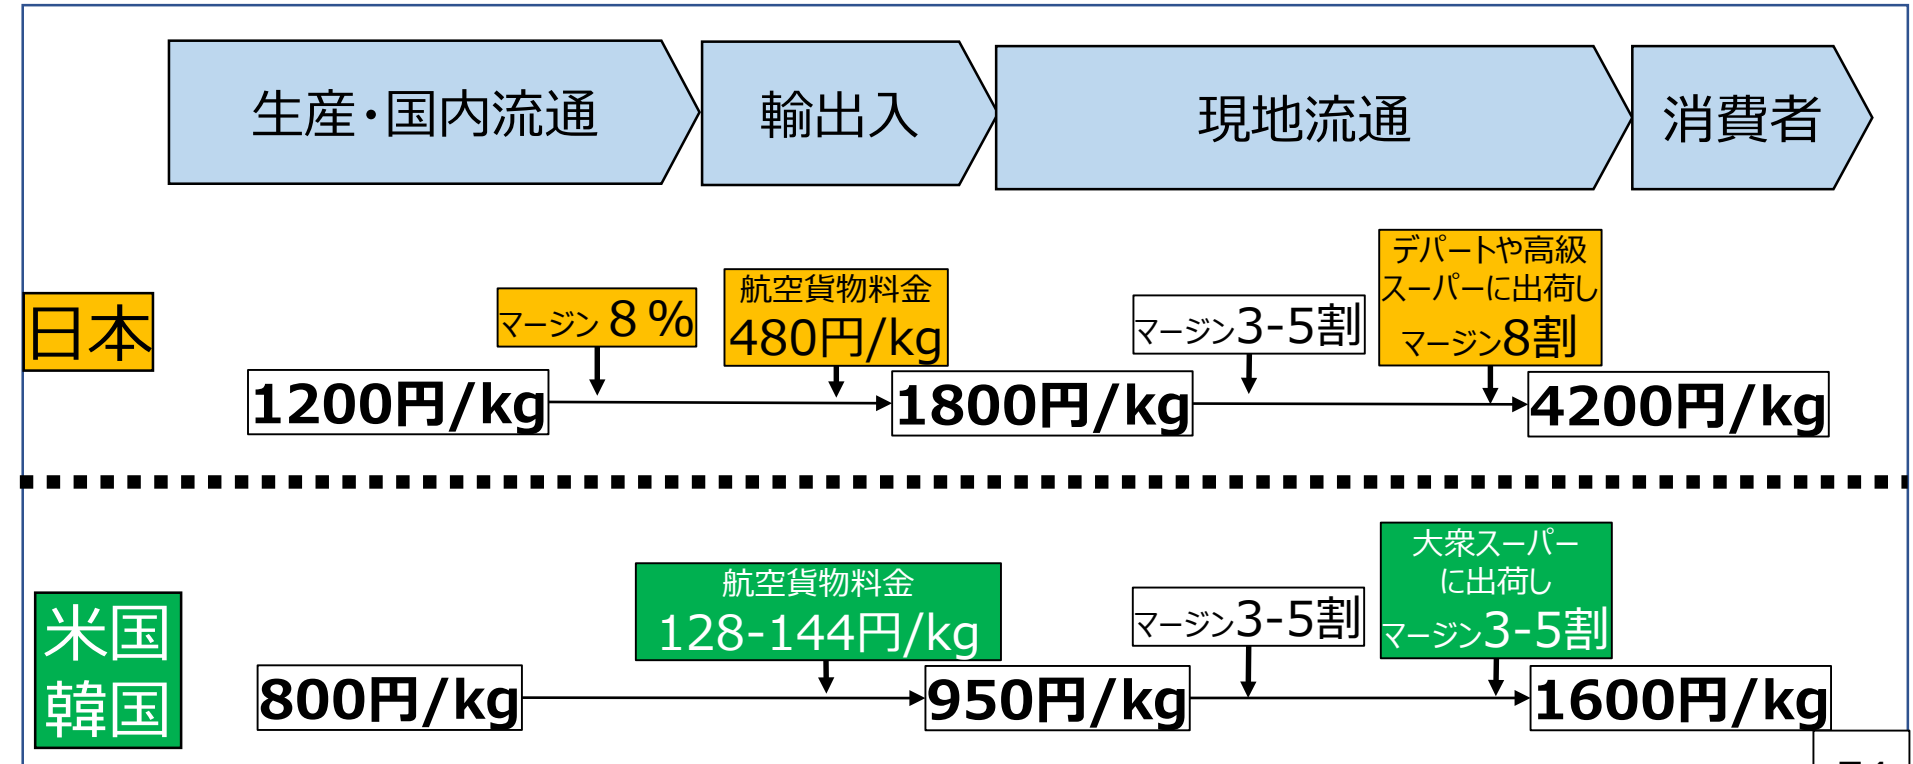 生産・国内流通
輸出入
現地流通
消費者
日本
マージン８%
航空貨物料金
480円/kg
マージン3-5割
デパートや高級
スーパーに出荷し
マージン8割
1200円/kg
1800円/kg
4200円/kg
米国
韓国
航空貨物料金
128-144円/kg
マージン3-5割
大衆スーパー
に出荷し
マージン3-5割
800円/kg
950円/kg
1600円/kg